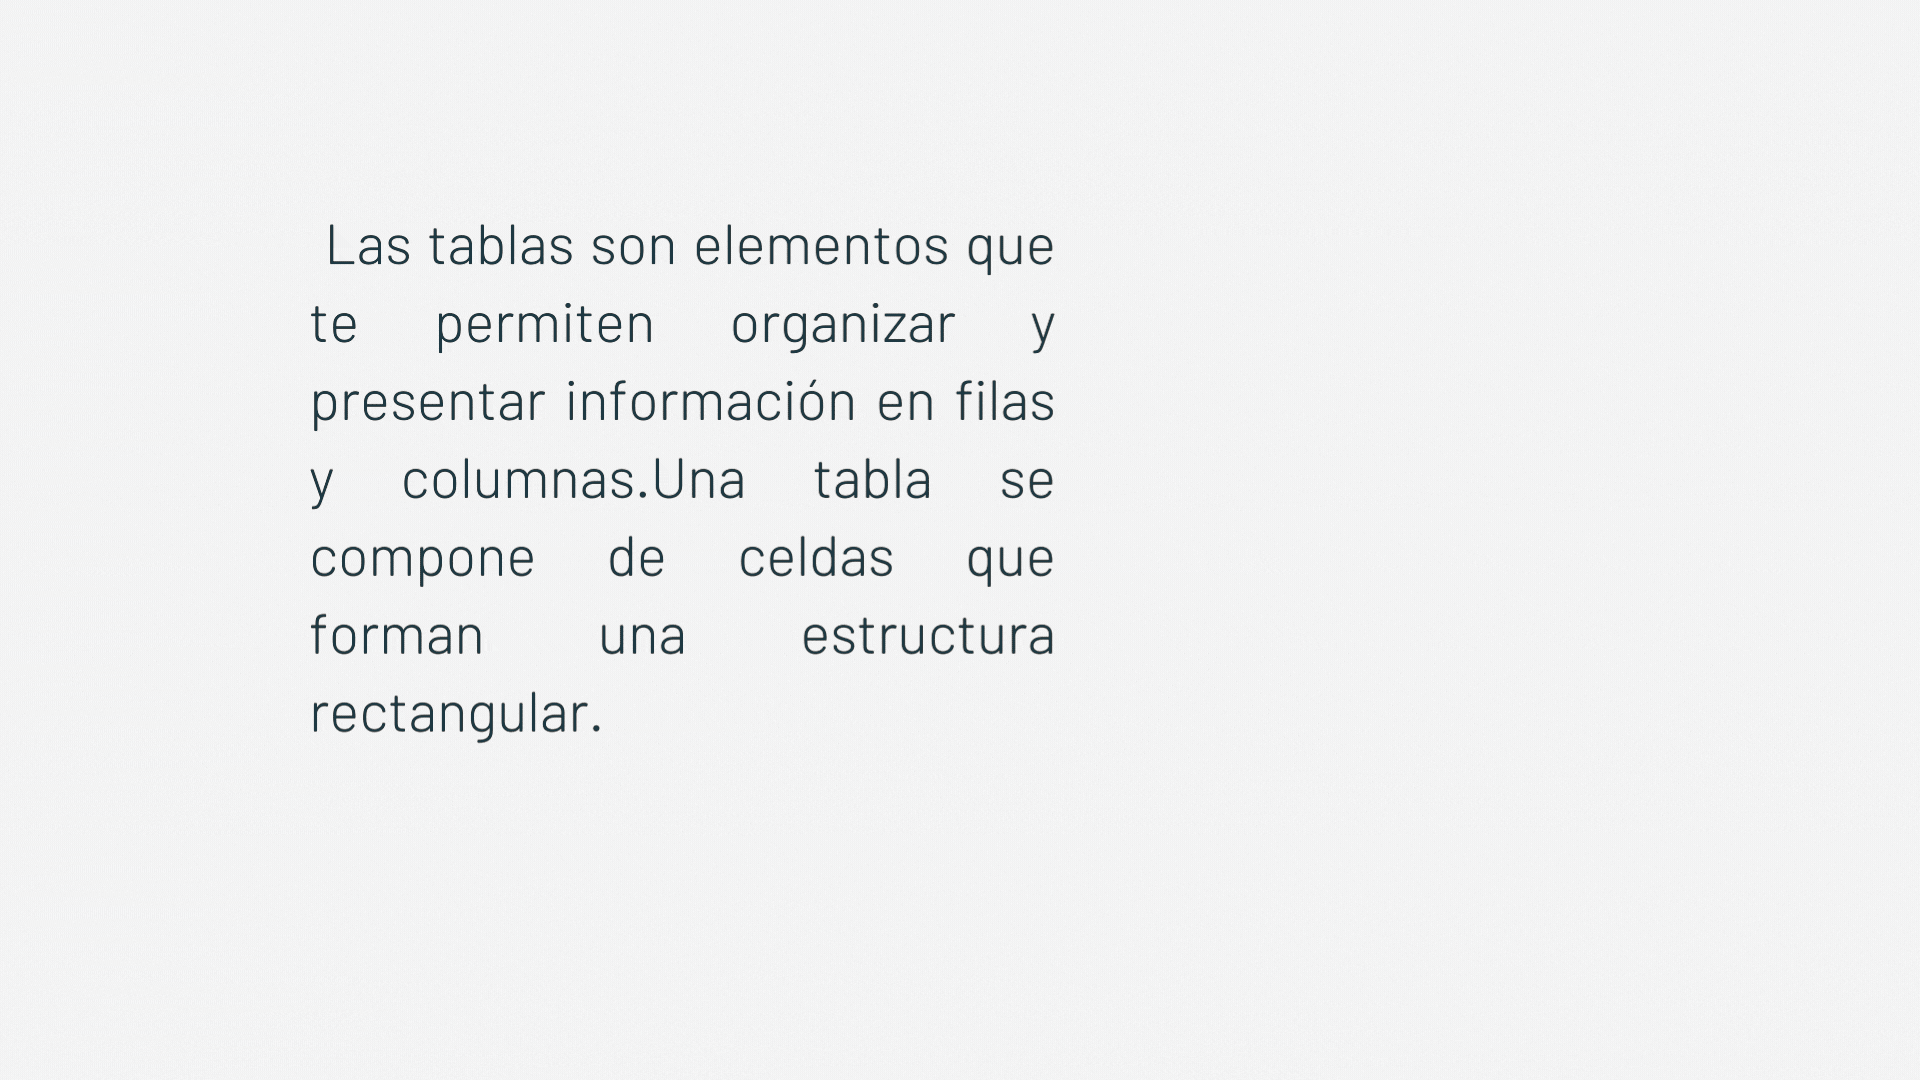 Las tablas son elementos que
te permiten organizar y
presentar información en filas
y columnas.Una tabla se
compone de celdas que
forman una estructura
rectangular.